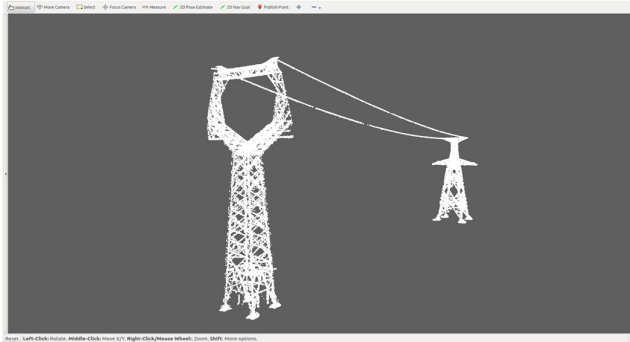 Interact Move Camera Select Focus Camera Measure 2D Pose Estimate 2D Nav Goal Publish Point
Reset Left-Click: Rotate. Middle-Click: Move X/Y. Right-Click/Mouse Wheel: Zoom. Shift: More options.